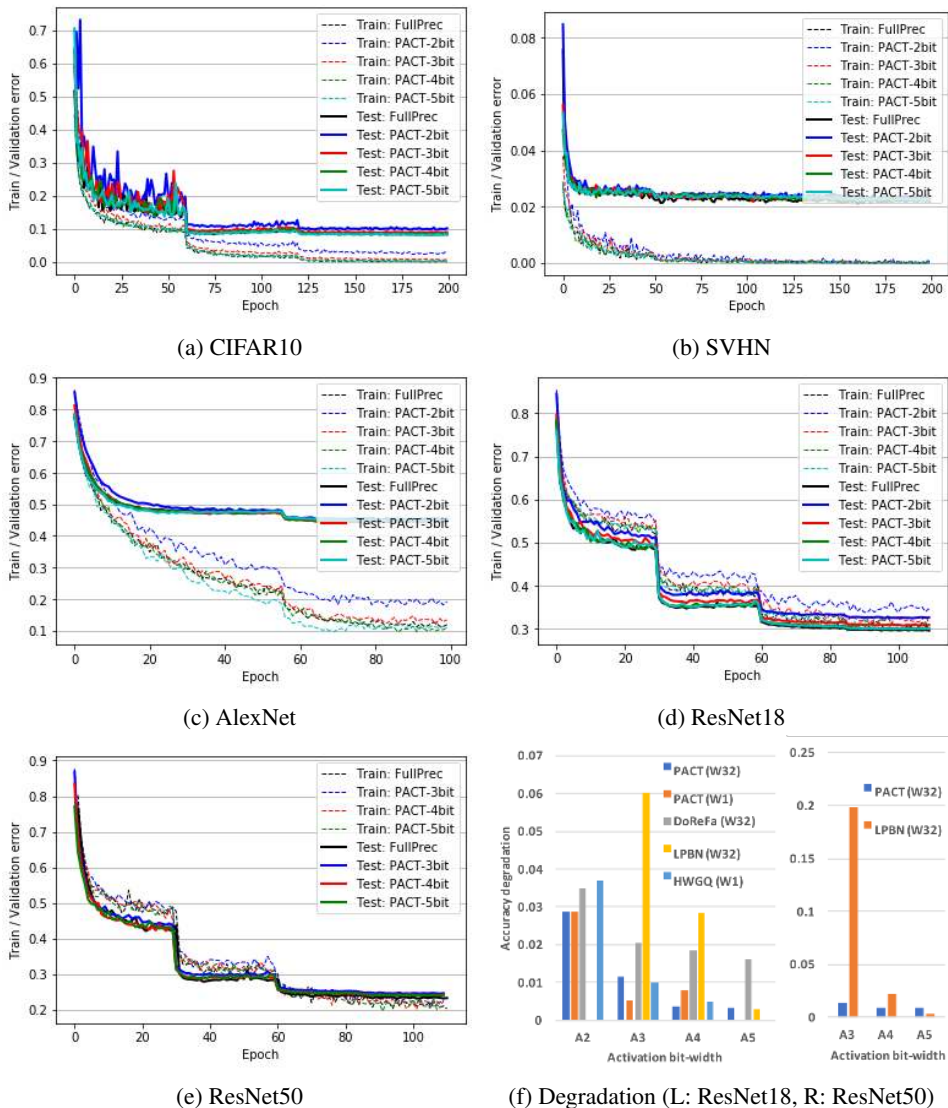 Train / Validation error
0.7
0.6
0.5
0.4
0.3
0.2
0.1
0.0
0 25 50 75 100 125 150 175 200
Epoch
Train: FullPrec
Train: PACT-2bit
Train: PACT-3bit
Train: PACT-4bit
Train: PACT-5bit
Test: FullPrec
Test: PACT-2bit
Test: PACT-3bit
Test: PACT-4bit
Test: PACT-5bit
(a) CIFAR10
Train / Validation error
0.08
0.06
0.04
0.02
0.00
0 25 50 75 100 125 150 175 200
Epoch
Train: FullPrec
Train: PACT-2bit
Train: PACT-3bit
Train: PACT-4bit
Train: PACT-5bit
Test: FullPrec
Test: PACT-2bit
Test: PACT-3bit
Test: PACT-4bit
Test: PACT-5bit
(b) SVHN
Train / Validation error
0.9
0.8
0.7
0.6
0.5
0.4
0.3
0.2
0.1
0 20 40 60 80 100
Epoch
Train: FullPrec
Train: PACT-2bit
Train: PACT-3bit
Train: PACT-4bit
Train: PACT-5bit
Test: FullPrec
Test: PACT-2bit
Test: PACT-3bit
Test: PACT-4bit
Test: PACT-5bit
(c) AlexNet
Train / Validation error
0.8
0.7
0.6
0.5
0.4
0.3
0 20 40 60 80 100
Epoch
Train: FullPrec
Train: PACT-2bit
Train: PACT-3bit
Train: PACT-4bit
Train: PACT-5bit
Test: FullPrec
Test: PACT-2bit
Test: PACT-3bit
Test: PACT-4bit
Test: PACT-5bit
(d) ResNet18
Train / Validation error
0.9
0.8
0.7
0.6
0.5
0.4
0.3
0.2
0 20 40 60 80 100
Epoch
Train: FullPrec
Train: PACT-3bit
Train: PACT-4bit
Train: PACT-5bit
Test: FullPrec
Test: PACT-3bit
Test: PACT-4bit
Test: PACT-5bit
(e) ResNet50
Accuracy degradation
0.07
0.06
0.05
0.04
0.03
0.02
0.01
0
A2 A3 A4 A5
Activation bit-width
PACT (W32)
PACT (W1)
DoReFa (W32)
LPBN (W32)
HWGQ (W1)
0.25
0.2
0.15
0.1
0.05
0
A3 A4 A5
Activation bit-width
PACT (W32)
LPBN (W32)
(f) Degradation (L: ResNet18, R: ResNet50)